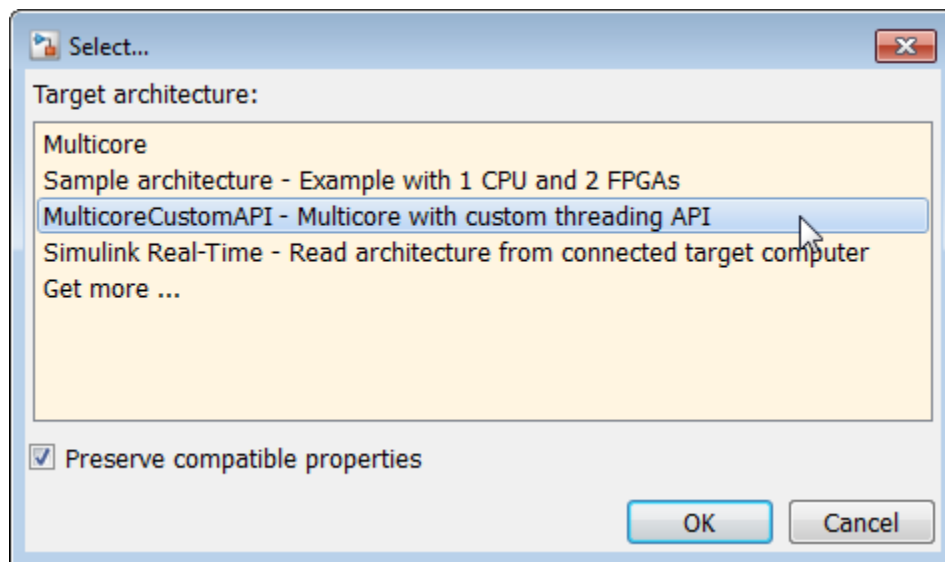 Select...
Target architecture:
Multicore
Sample architecture - Example with 1 CPU and 2 FPGAs
MulticoreCustomAPI - Multicore with custom threading API
Simulink Real-Time - Read architecture from connected target computer
Get more ...
Preserve compatible properties
OK
Cancel